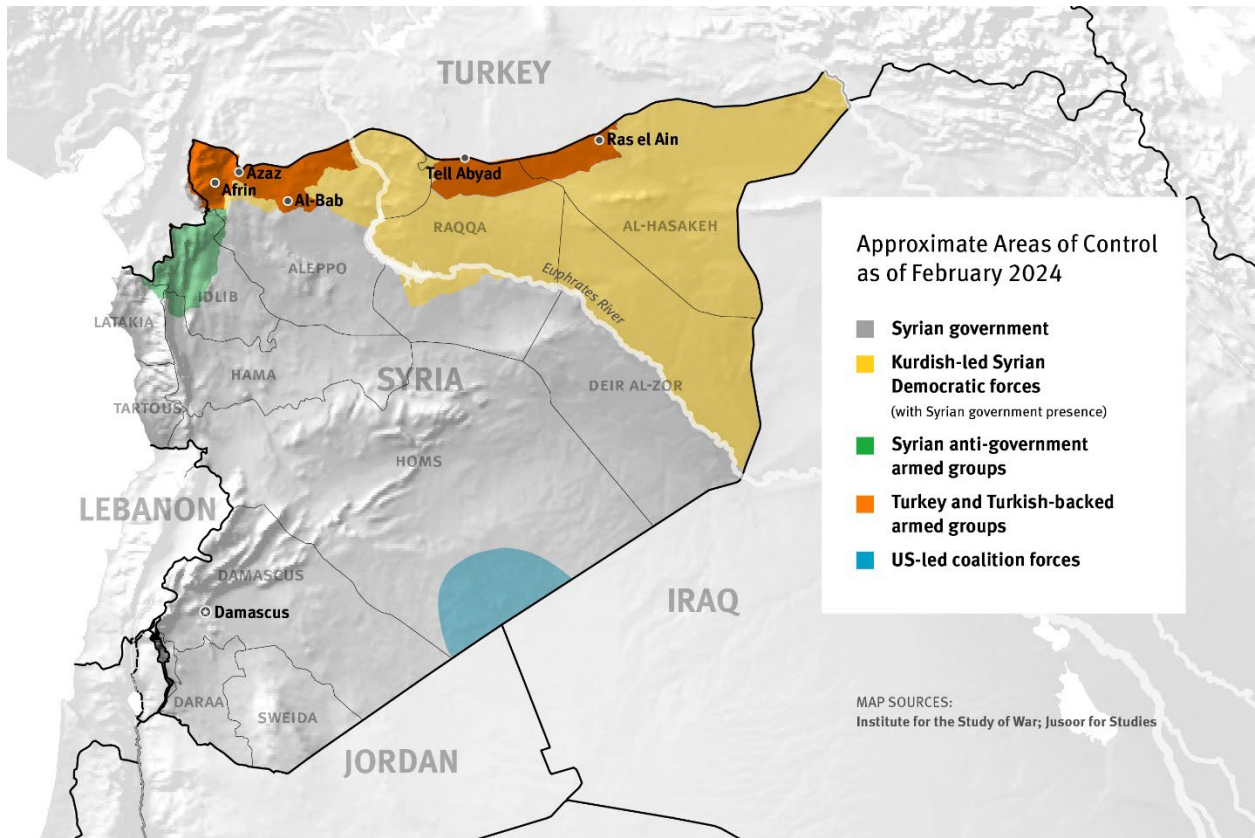 TURKEY
Ras el Ain
Azaz
Tell Abyad
Afrin
Al-Bab
RAQQA
AL-HASAKEH
ALEPPO
Euphrates River
IDLIB
LATAKIA
HAMA
SYRIA
DEIR AL-ZOR
TARTOUS
HOMS
LEBANON
DAMASCUS
Damascus
IRAQ
DARAA
SWEIDA
JORDAN
Approximate Areas of Control
as of February 2024
Syrian government
Kurdish-led Syrian
Democratic forces
(with Syrian government presence)
Syrian anti-government
armed groups
Turkey and Turkish-backed
armed groups
US-led coalition forces
MAP SOURCES:
Institute for the Study of War; Jusoor for Studies